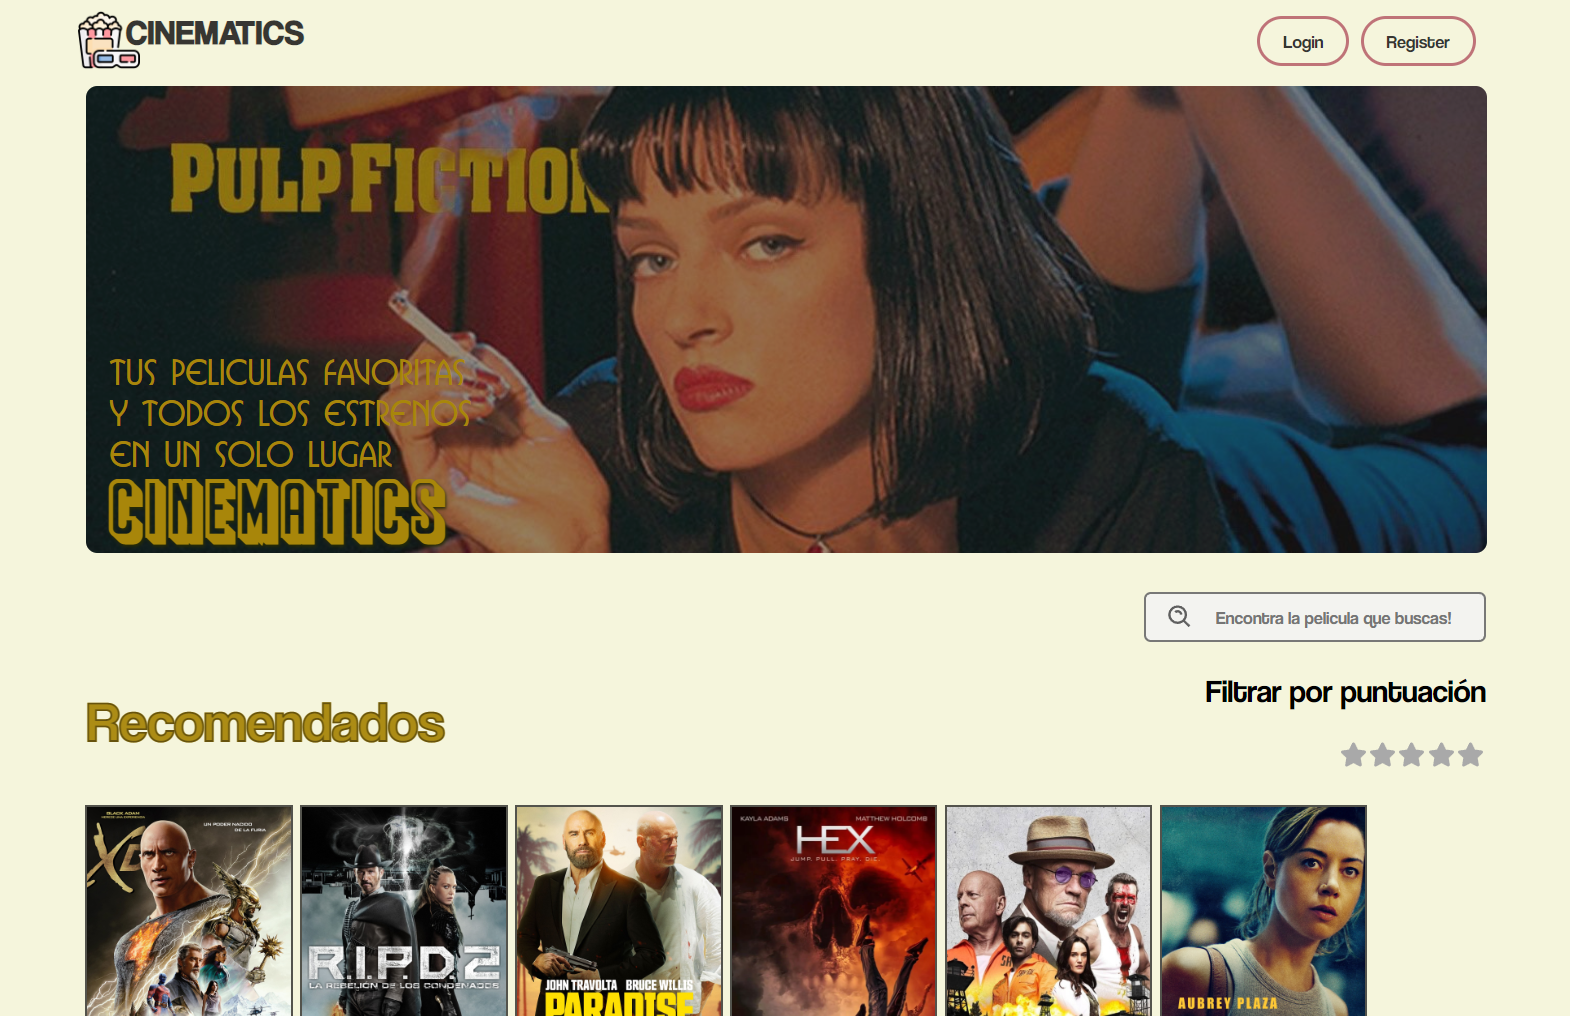 CINEMATICS
Login
Register
PULP FICTION
TUS PELICULAS FAVORITAS
Y TODOS LOS ESTRENOS
EN UN SOLO LUGAR
CINEMATICS
Encontra la pelicula que buscas!
Filtrar por puntuación
Recomendados
BLACK ADAM
UN PODER NACIDO
DE LA FURIA
R.I.P.D.2
LA REBELIÓN DE LOS CONDENADOS
JOHN TRAVOLTA BRUCE WILLIS
PARADISE
KAYLA ADAMS MATTHEW HOLCOMB
HEX
JUMP. PULL. PRAY. DIE.
AUBREY PLAZA